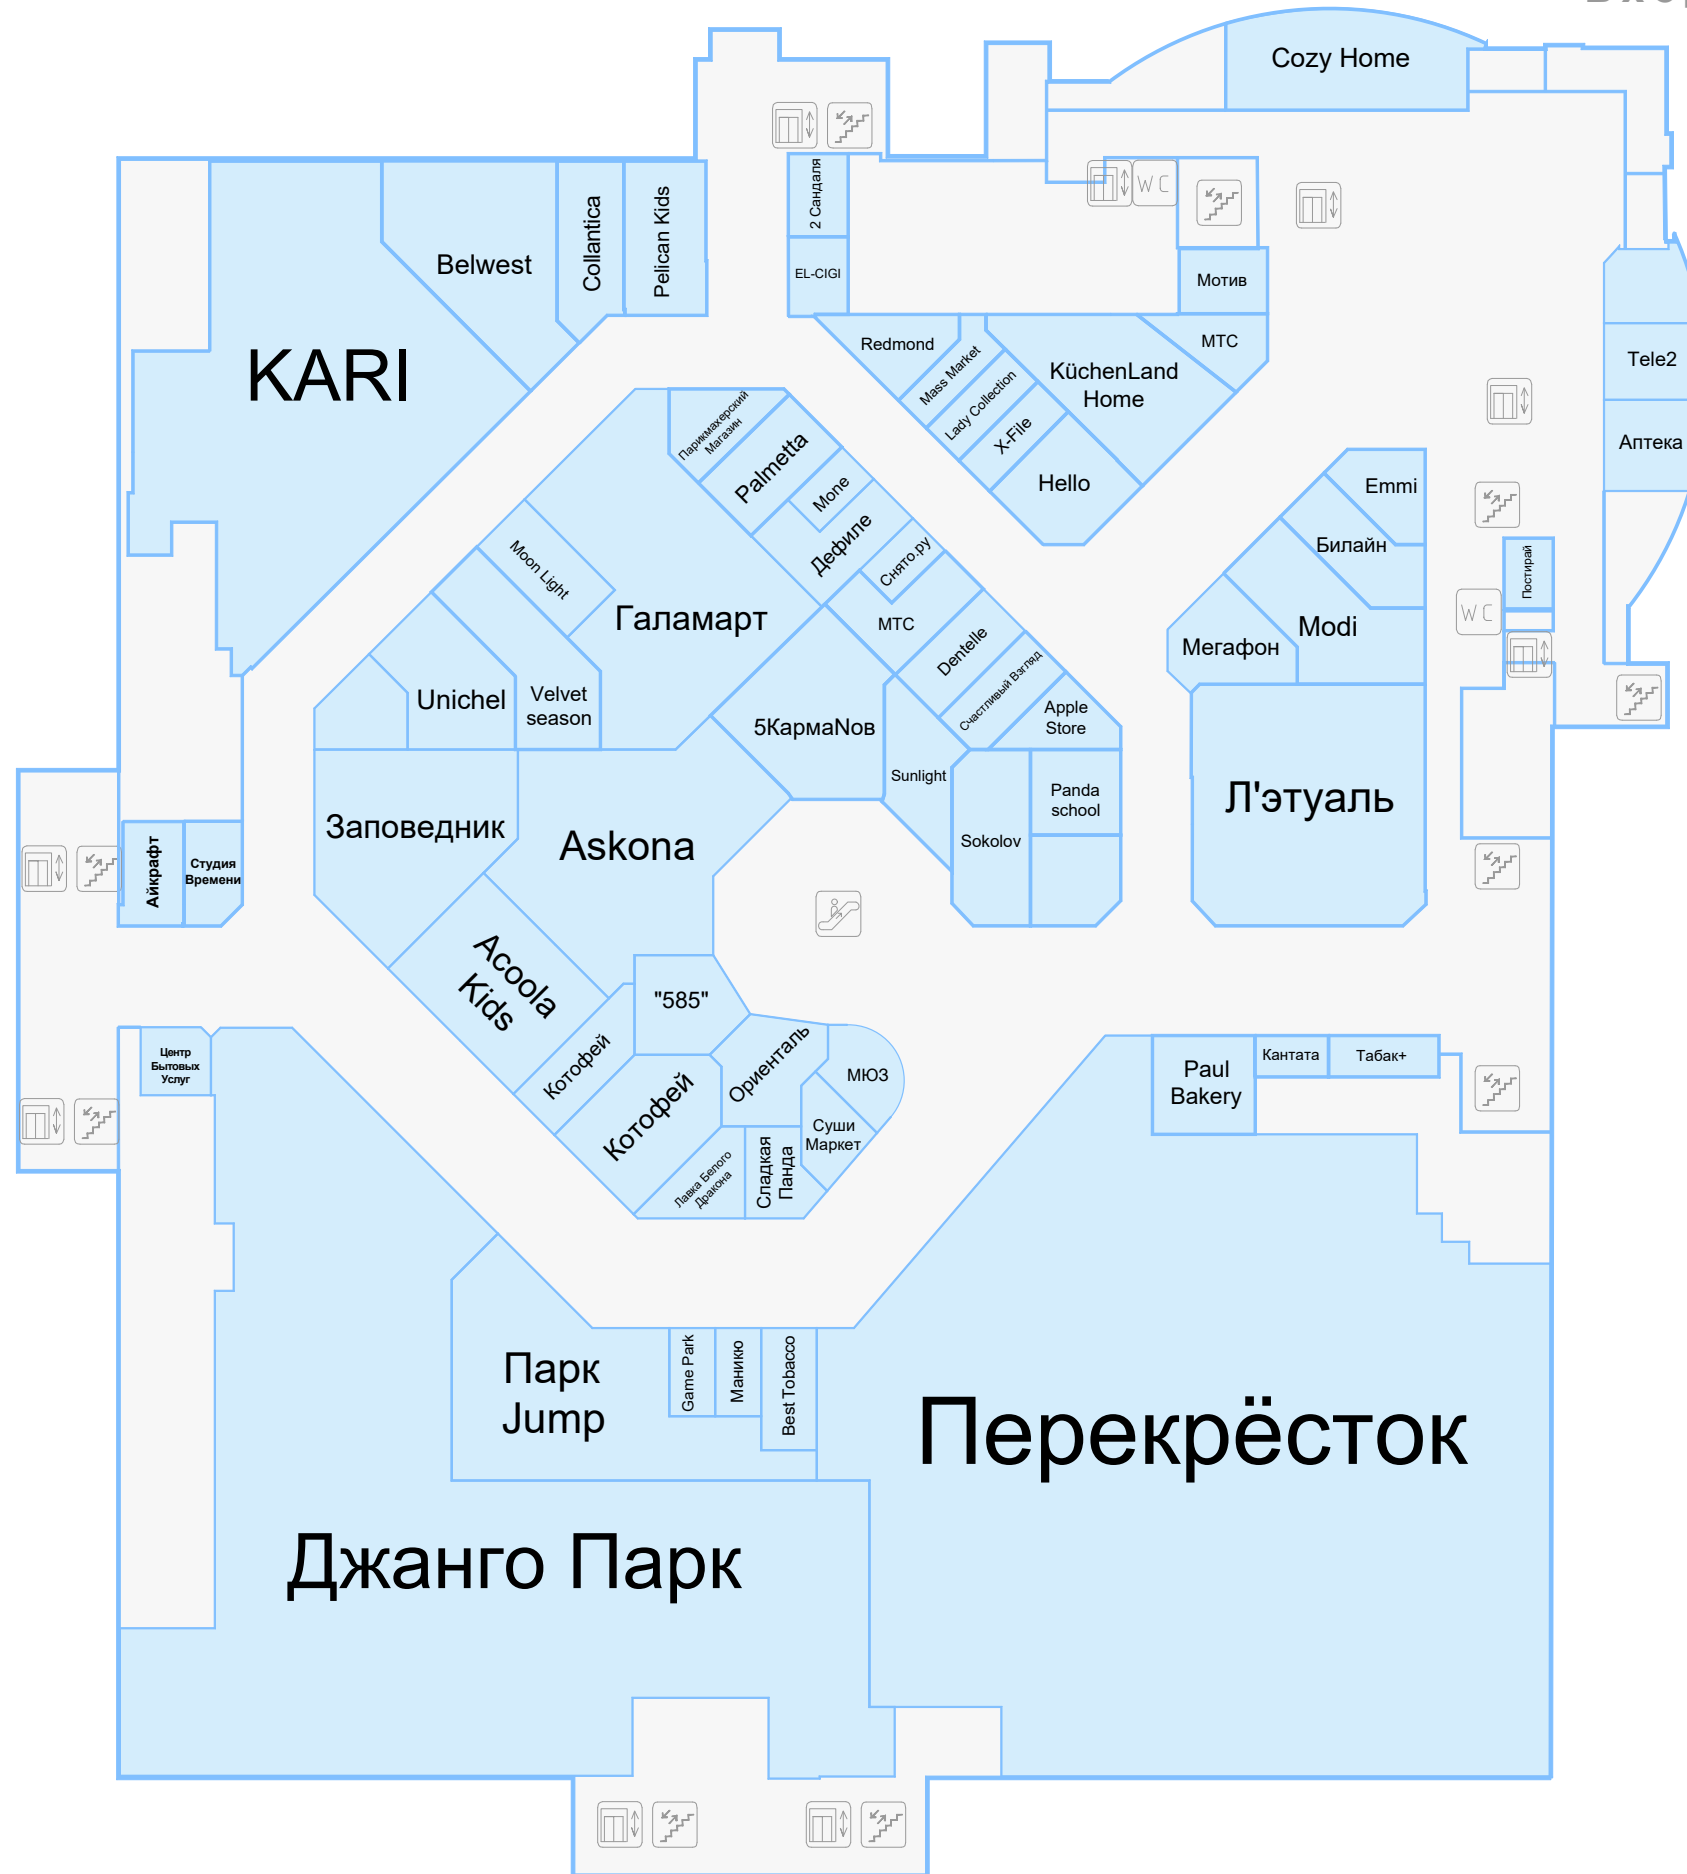 Cozy Home
2 Сандаля
WC
EL-CIGI
Мотив
Belwest
Collantica
Pelican Kids
KARI
Redmond
Mass Market
Lady Collection
X-File
Hello
KüchenLand
Home
МТС
Tele2
Аптека
Парикмахерский
Магазин
Palmetta
Mone
Дефиле
Снято.ру
МТС
Dentelle
Счастливый Взгляд
Apple
Store
Emmi
Билайн
Modi
Мегафон
Постирай
WC
Moon Light
Галамарт
Unichel
Velvet
season
5КармаNов
Sunlight
Sokolov
Panda
school
Л'этуаль
Заповедник
Askona
Айкрафт
Студия
Времени
Acoola
Kids
"585"
Котофей
Котофей
Ориенталь
МЮЗ
Суши
Маркет
Сладкая
Панда
Лавка Белого
Дракона
Центр
Бытовых
Услуг
Paul
Bakery
Кантата
Табак+
Парк
Jump
Game Park
Маникю
Best Tobacco
Перекрёсток
Джанго Парк